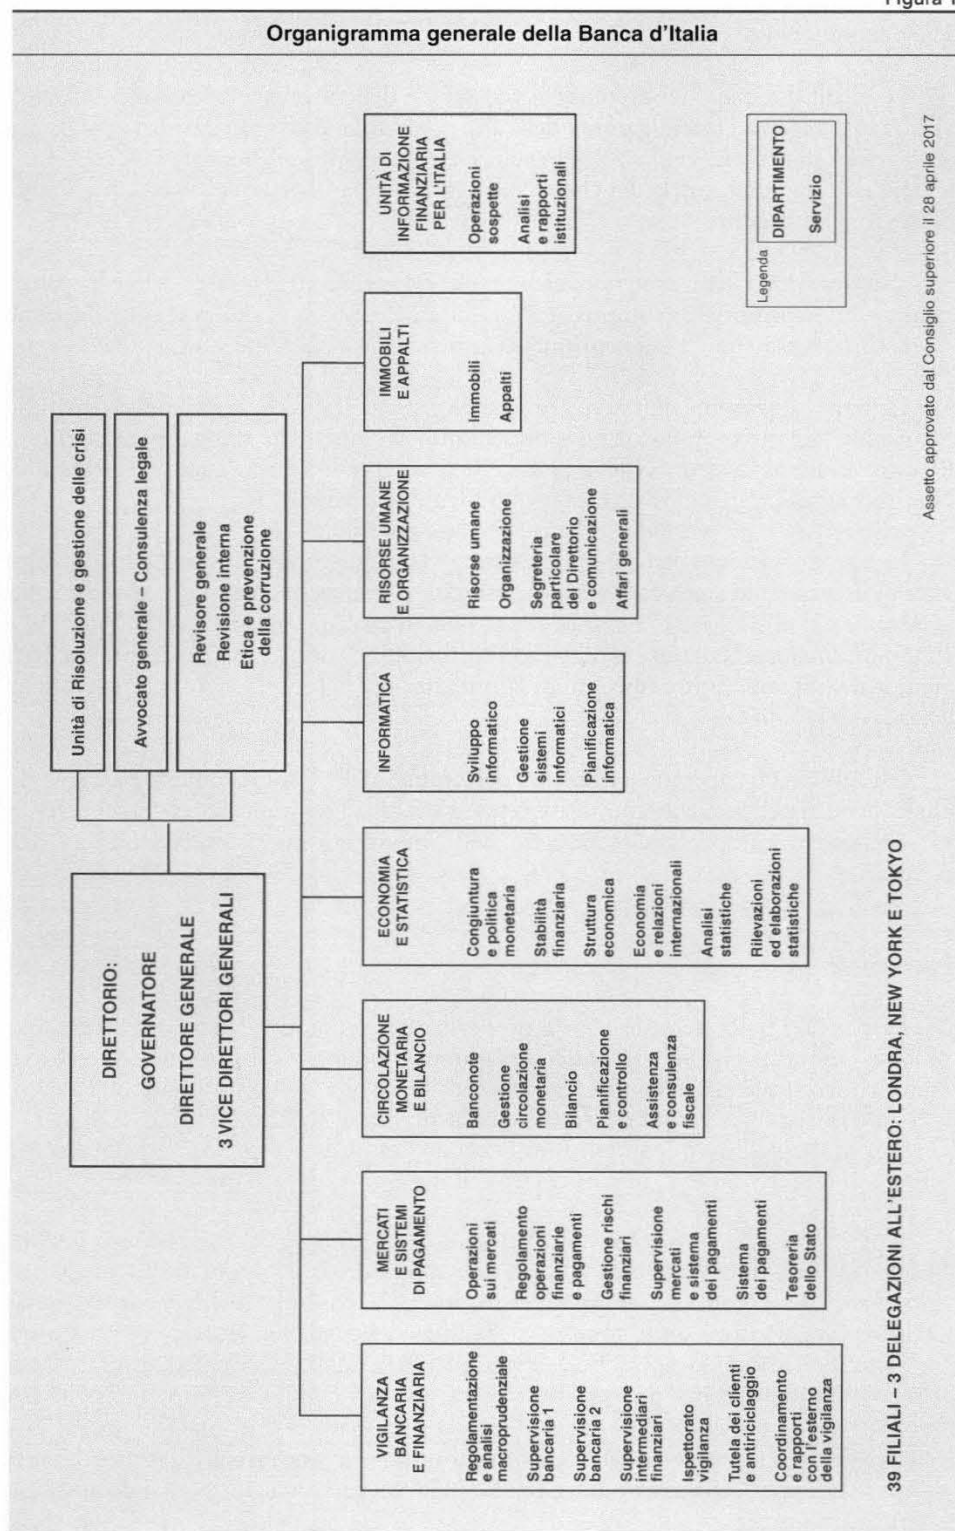 Figura 1
Organigramma generale della Banca d'Italia
DIRETTORIO:
GOVERNATORE
DIRETTORE GENERALE
3 VICE DIRETTORI GENERALI
Unità di Risoluzione e gestione delle crisi
Avvocato generale – Consulenza legale
Revisore generale
Revisione interna
Etica e prevenzione
della corruzione
VIGILANZA
BANCARIA
E FINANZIARIA
Regolamentazione
e analisi
macroprudenziale
Supervisione
bancaria 1
Supervisione
bancaria 2
Supervisione
intermediari
finanziari
Ispettorato
vigilanza
Tutela dei clienti
e antiriciclaggio
Coordinamento
e rapporti
con l'esterno
della vigilanza
MERCATI
E SISTEMI
DI PAGAMENTO
Operazioni
sui mercati
Regolamento
operazioni
finanziarie
e pagamenti
Gestione rischi
finanziari
Supervisione
mercati
e sistema
dei pagamenti
Sistema
dei pagamenti
Tesoreria
dello Stato
CIRCOLAZIONE
MONETARIA
E BILANCIO
Banconote
Gestione
circolazione
monetaria
Bilancio
Pianificazione
e controllo
Assistenza
e consulenza
fiscale
ECONOMIA
E STATISTICA
Congiuntura
e politica
monetaria
Stabilità
finanziaria
Struttura
economica
Economia
e relazioni
internazionali
Analisi
statistiche
Rilevazioni
ed elaborazioni
statistiche
INFORMATICA
Sviluppo
informatico
Gestione
sistemi
informatici
Pianificazione
informatica
RISORSE UMANE
E ORGANIZZAZIONE
Risorse umane
Organizzazione
Segreteria
particolare
del Direttorio
e comunicazione
Affari generali
IMMOBILI
E APPALTI
Immobili
Appalti
UNITÀ DI
INFORMAZIONE
FINANZIARIA
PER L'ITALIA
Operazioni
sospette
Analisi
e rapporti
istituzionali
39 FILIALI – 3 DELEGAZIONI ALL'ESTERO: LONDRA, NEW YORK E TOKYO
Legenda
DIPARTIMENTO
Servizio
Assetto approvato dal Consiglio superiore il 28 aprile 2017